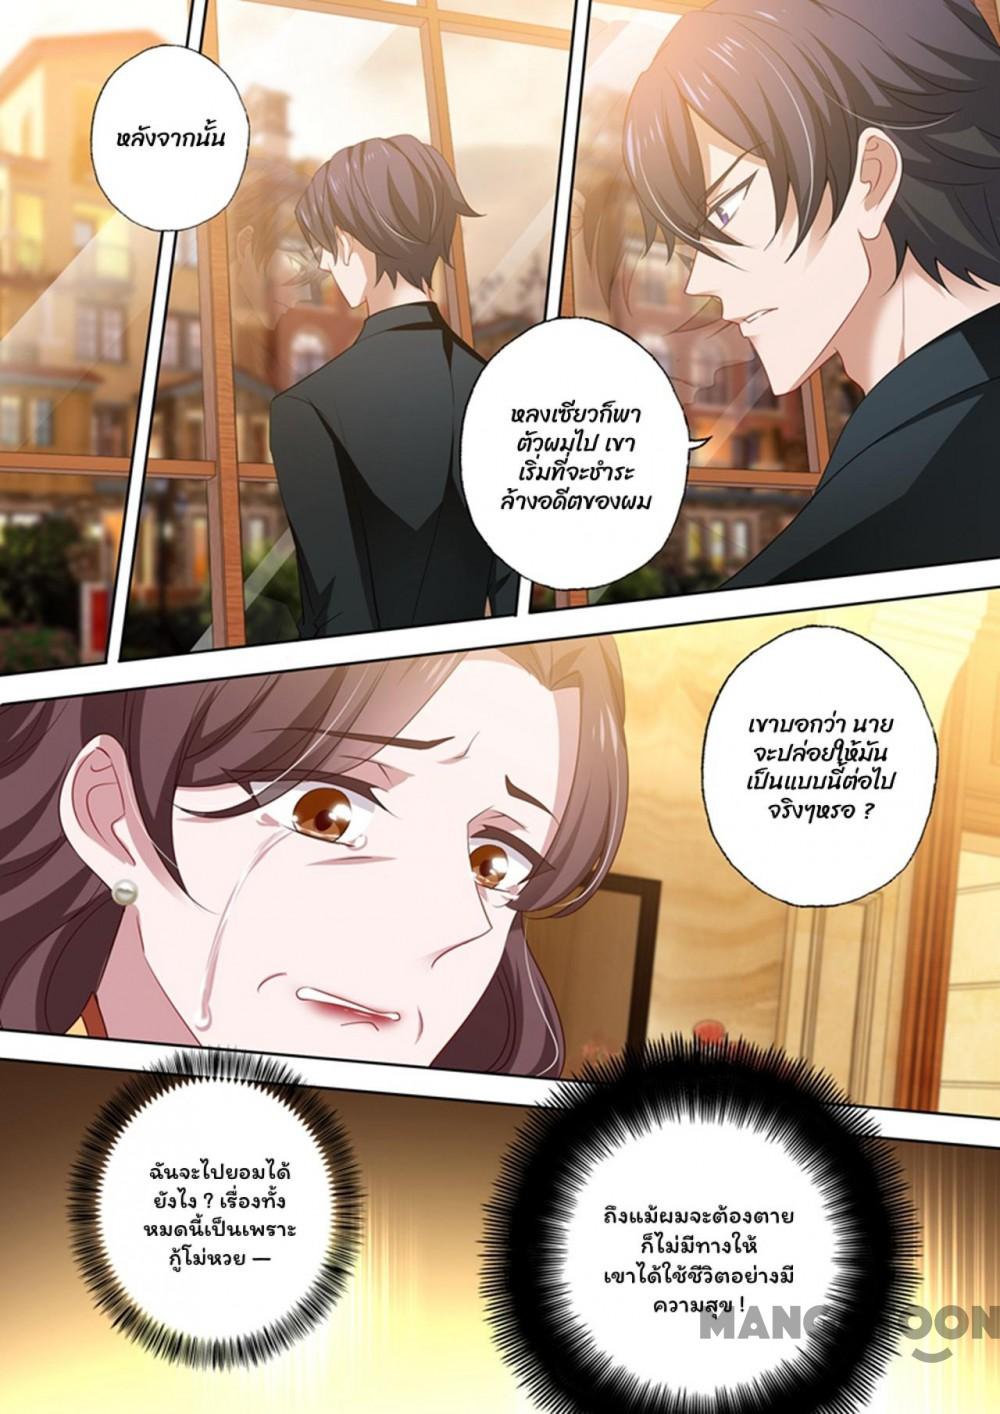 หลังจากนั้น
หลงเซียวก็พา
ตัวผมไป เขา
เริ่มที่จะชำระ
ล้างอดีตของผม
เขาบอกว่า นาย
จะปล่อยให้มัน
เป็นแบบนี้ต่อไป
จริงๆหรอ ?
ฉันจะไปยอมได้
ยังไง ? เรื่องทั้ง
หมดนี้เป็นเพราะ
กู้โม่หวย —
ถึงแม้ผมจะต้องตาย
ก็ไม่มีทางให้
เขาได้ใช้ชีวิตอย่างมี
ความสุข !